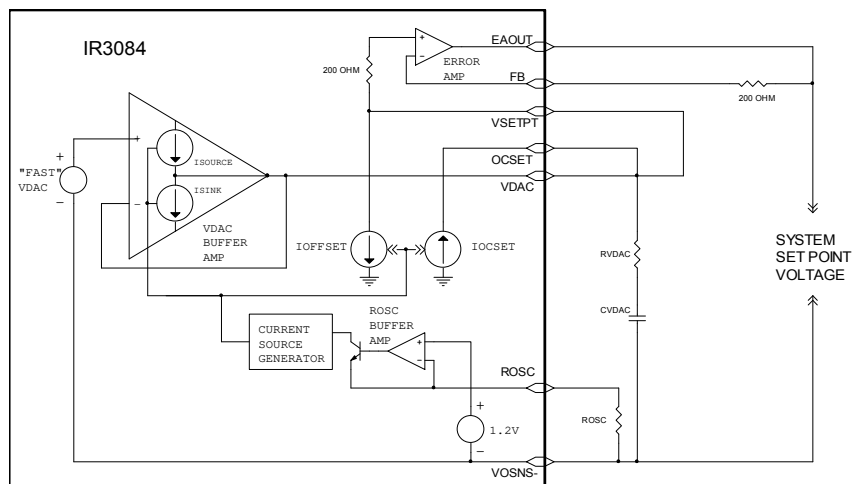 IR3084
EAOUT
+
-
ERROR
AMP
200 OHM
FB
200 OHM
VSETPT
OCSET
VDAC
+
"FAST"
VDAC
-
+
-
ISOURCE
ISINK
VDAC
BUFFER
AMP
IOFFSET
IOCSET
RVDAC
CVDAC
SYSTEM
SET POINT
VOLTAGE
CURRENT
SOURCE
GENERATOR
ROSC
BUFFER
AMP
+
-
ROSC
ROSC
+
1.2V
-
VOSNS-